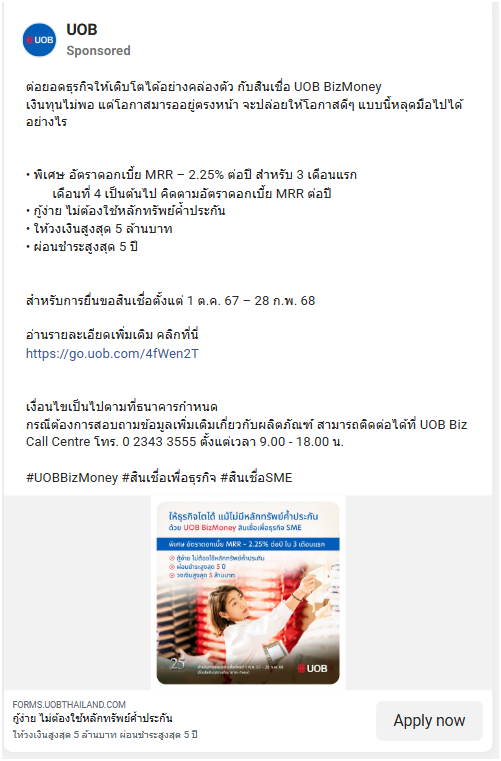 UOB
UOB
Sponsored
ต่อยอดธุรกิจให้เติบโตได้อย่างคล่องตัว กับสินเชื่อ UOB BizMoney
เงินทุนไม่พอ แต่โอกาสมารออยู่ตรงหน้า จะปล่อยให้โอกาสดีๆ แบบนี้หลุดมือไปได้
อย่างไร
• พิเศษ อัตราดอกเบี้ย MRR – 2.25% ต่อปี สำหรับ 3 เดือนแรก
เดือนที่ 4 เป็นต้นไป คิดตามอัตราดอกเบี้ย MRR ต่อปี
• กู้ง่าย ไม่ต้องใช้หลักทรัพย์ค้ำประกัน
• ให้วงเงินสูงสุด 5 ล้านบาท
• ผ่อนชำระสูงสุด 5 ปี
สำหรับการยื่นขอสินเชื่อตั้งแต่ 1 ต.ค. 67 – 28 ก.พ. 68
อ่านรายละเอียดเพิ่มเติม คลิกที่นี่
https://go.uob.com/4fWen2T
เงื่อนไขเป็นไปตามที่ธนาคารกำหนด
กรณีต้องการสอบถามข้อมูลเพิ่มเติมเกี่ยวกับผลิตภัณฑ์ สามารถติดต่อได้ที่ UOB Biz
Call Centre โทร. 0 2343 3555 ตั้งแต่เวลา 9.00 - 18.00 น.
#UOBBizMoney #สินเชื่อเพื่อธุรกิจ #สินเชื่อSME
ให้ธุรกิจโตได้ แม้ไม่มีหลักทรัพย์ค้ำประกัน
ด้วย UOB BizMoney สินเชื่อเพื่อธุรกิจ SME
พิเศษ อัตราดอกเบี้ย MRR – 2.25% ต่อปี ใน 3 เดือนแรก
กู้ง่าย ไม่ต้องใช้หลักทรัพย์ค้ำประกัน
ผ่อนชำระสูงสุด 5 ปี
วงเงินสูงสุด 5 ล้านบาท
25
UOB
FORMS.UOBTHAILAND.COM
กู้ง่าย ไม่ต้องใช้หลักทรัพย์ค้ำประกัน
ให้วงเงินสูงสุด 5 ล้านบาท ผ่อนชำระสูงสุด 5 ปี
Apply now